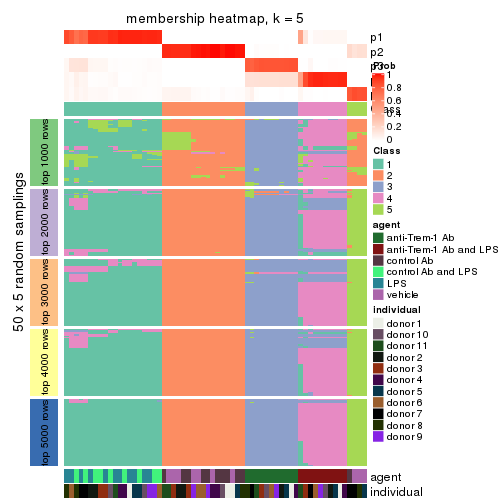 membership heatmap, k = 5
p1
p2
p3
Prob
1
0.8
0.6
0.4
0.2
0
Class
1
2
3
4
5
agent
anti-Trem-1 Ab
anti-Trem-1 Ab and LPS
control Ab
control Ab and LPS
LPS
vehicle
Individual
donor 1
donor 10
donor 11
donor 2
donor 3
donor 4
donor 5
donor 6
donor 7
donor 8
donor 9
50 x 5 random samplings
top 1000 rows
top 2000 rows
top 3000 rows
top 4000 rows
top 5000 rows
agent
individual